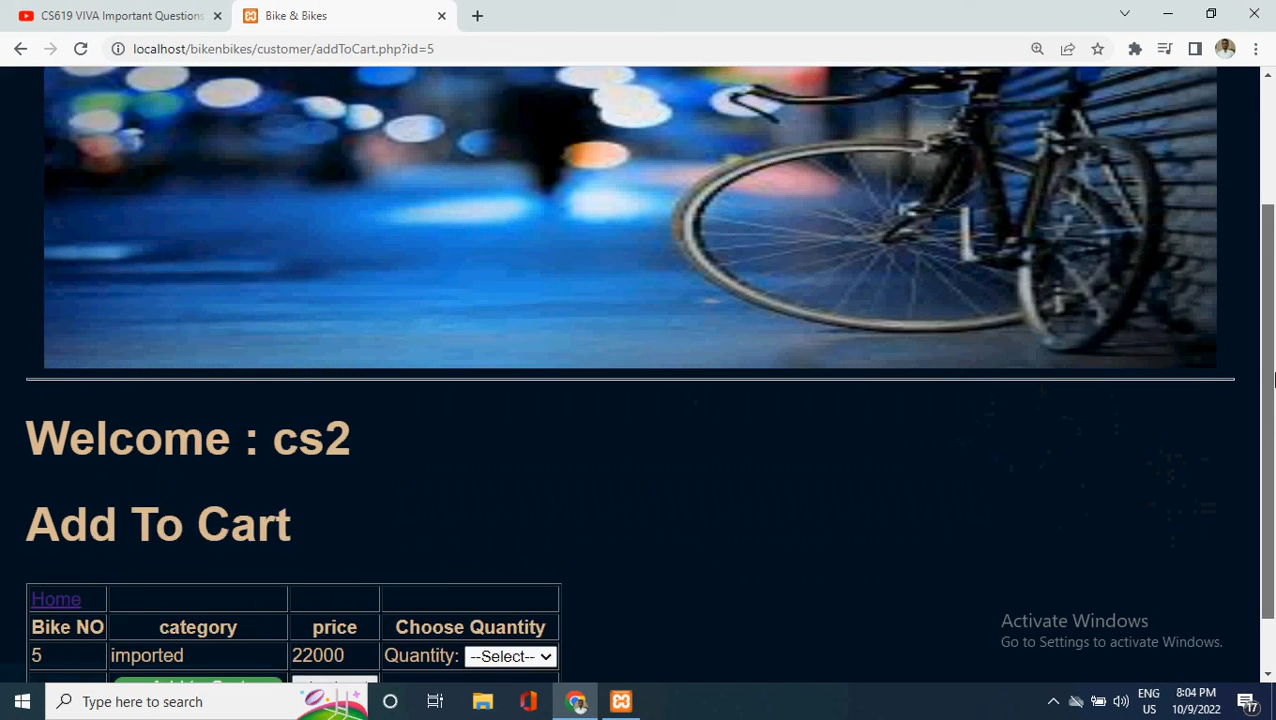 CS619 VIVA Important Questions
Bike & Bikes
localhost/bikenbikes/customer/addToCart.php?id=5
Welcome : cs2
Add To Cart
Home
Bike NO category price Choose Quantity
5 imported 22000 Quantity: --Select--
Activate Windows
Go to Settings to activate Windows.
Type here to search
ENG
US
8:04 PM
10/9/2022
17